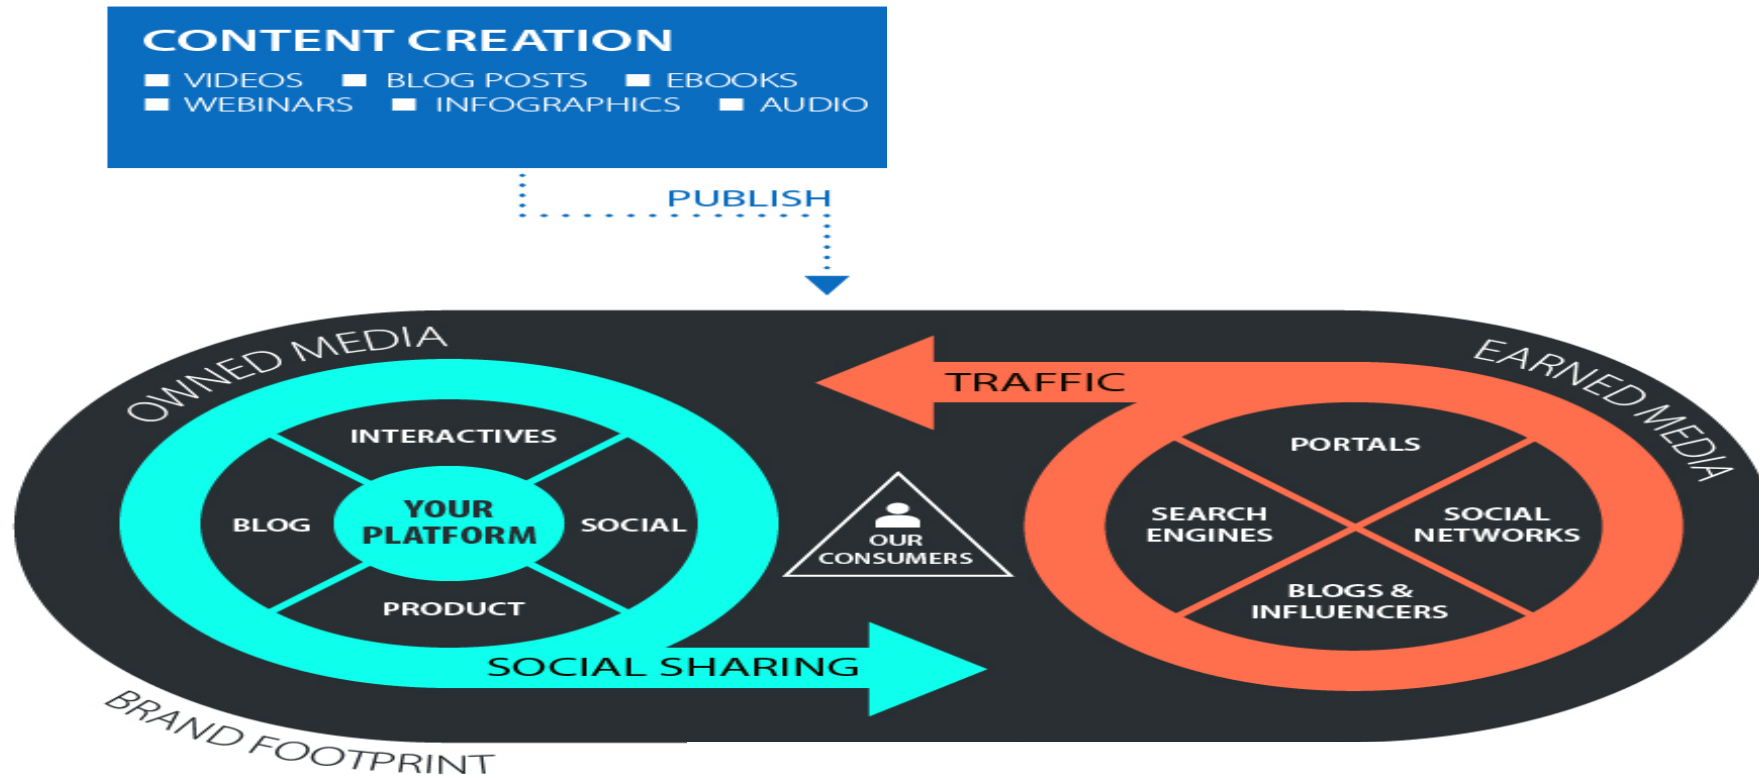 CONTENT CREATION
VIDEOS BLOG POSTS EBOOKS
WEBINARS INFOGRAPHICS AUDIO
PUBLISH
OWNED MEDIA
EARNED MEDIA
TRAFFIC
INTERACTIVES
BLOG
YOUR
PLATFORM
SOCIAL
PRODUCT
OUR
CONSUMERS
PORTALS
SEARCH
ENGINES
SOCIAL
NETWORKS
BLOGS &
INFLUENCERS
SOCIAL SHARING
BRAND FOOTPRINT